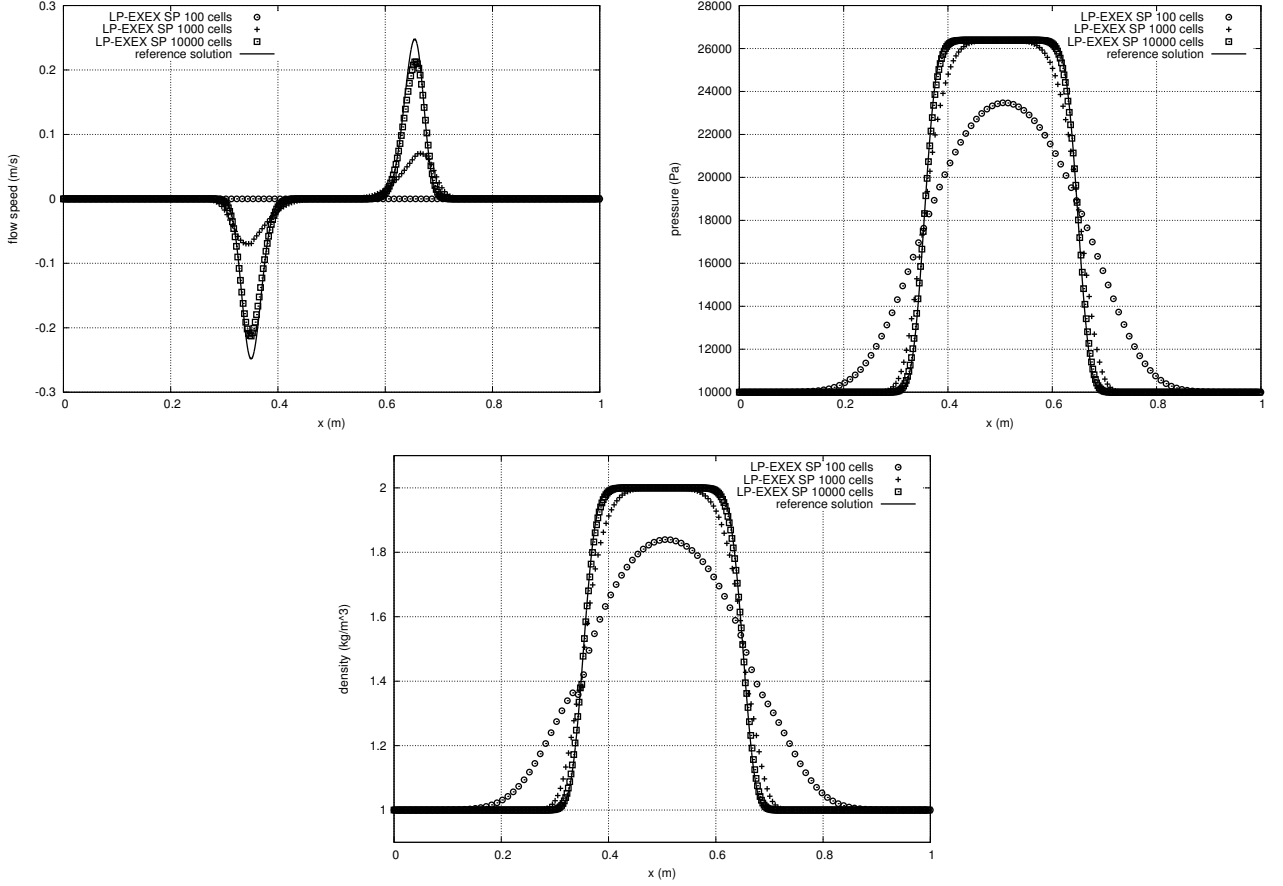 LP-EXEX SP 100 cells
LP-EXEX SP 1000 cells
LP-EXEX SP 10000 cells
reference solution
0.3
0.2
0.1
0
-0.1
-0.2
-0.3
flow speed (m/s)
0 0.2 0.4 0.6 0.8 1
x (m)
LP-EXEX SP 100 cells
LP-EXEX SP 1000 cells
LP-EXEX SP 10000 cells
reference solution
28000
26000
24000
22000
20000
18000
16000
14000
12000
10000
pressure (Pa)
0 0.2 0.4 0.6 0.8 1
x (m)
LP-EXEX SP 100 cells
LP-EXEX SP 1000 cells
LP-EXEX SP 10000 cells
reference solution
2
1.8
1.6
1.4
1.2
1
density (kg/m^3)
0 0.2 0.4 0.6 0.8 1
x (m)